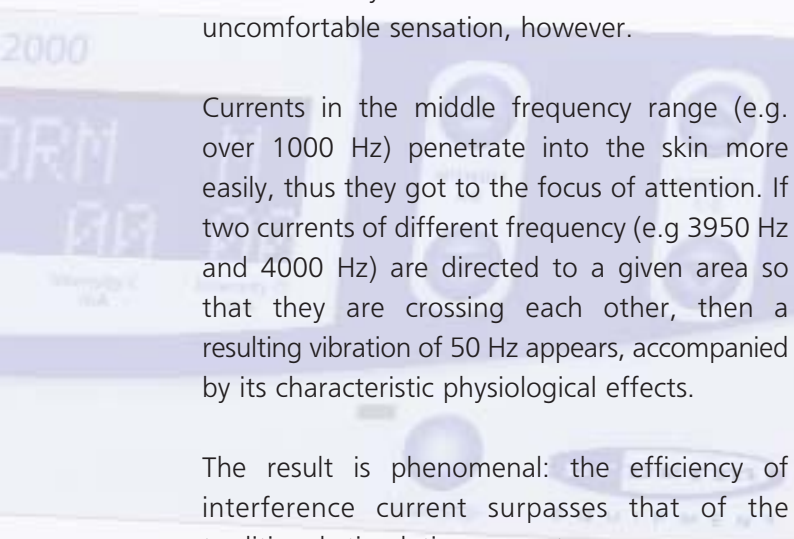 2000
uncomfortable sensation, however.
Currents in the middle frequency range (e.g.
over 1000 Hz) penetrate into the skin more
easily, thus they got to the focus of attention. If
two currents of different frequency (e.g 3950 Hz
and 4000 Hz) are directed to a given area so
that they are crossing each other, then a
resulting vibration of 50 Hz appears, accompanied
by its characteristic physiological effects.
The result is phenomenal: the efficiency of
interference current surpasses that of the